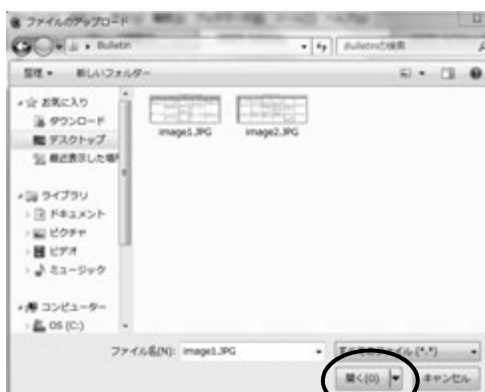 ファイルのアップロード
Bulletin
Bulletinの検索
整理
新しいフォルダー
お気に入り
ダウンロード
デスクトップ
最近表示した場所
ライブラリ
ドキュメント
ピクチャ
ビデオ
ミュージック
コンピューター
OS (C:)
image1.JPG
image2.JPG
ファイル名(N): image1.JPG
すべてのファイル (*.*)
開く(O)
キャンセル